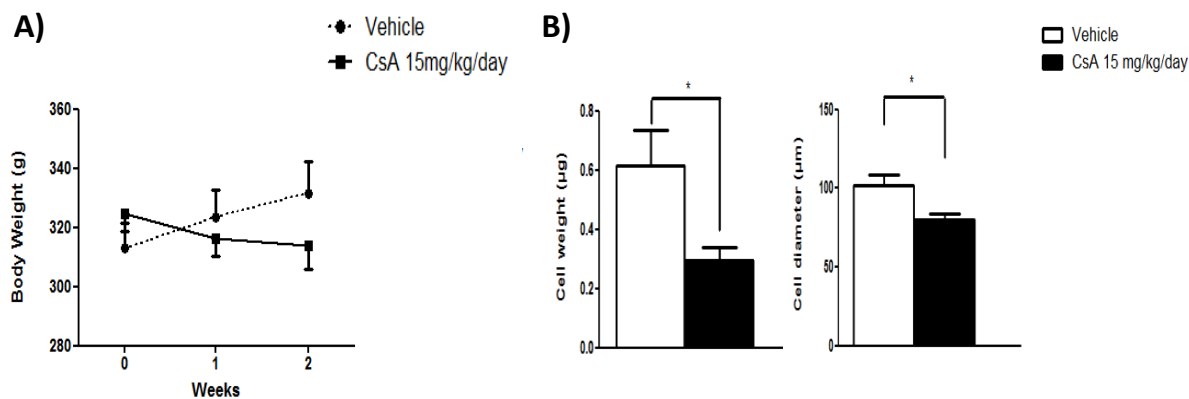 A)
Vehicle
CsA 15mg/kg/day
Body Weight (g)
360
340
320
300
280
0
1
2
Weeks
B)
Vehicle
CsA 15 mg/kg/day
*
Cell weight (µg)
0.8
0.6
0.4
0.2
0.0
*
Cell diameter (µm)
150
100
50
0